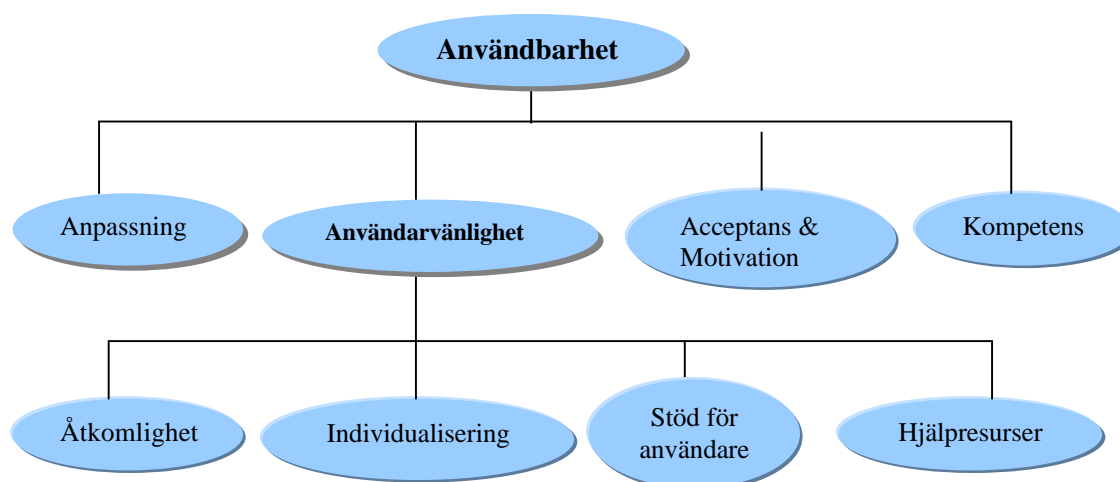 Användbarhet
Anpassning
Användarvänlighet
Acceptans &
Motivation
Kompetens
Åtkomlighet
Individualisering
Stöd för
användare
Hjälpresurser